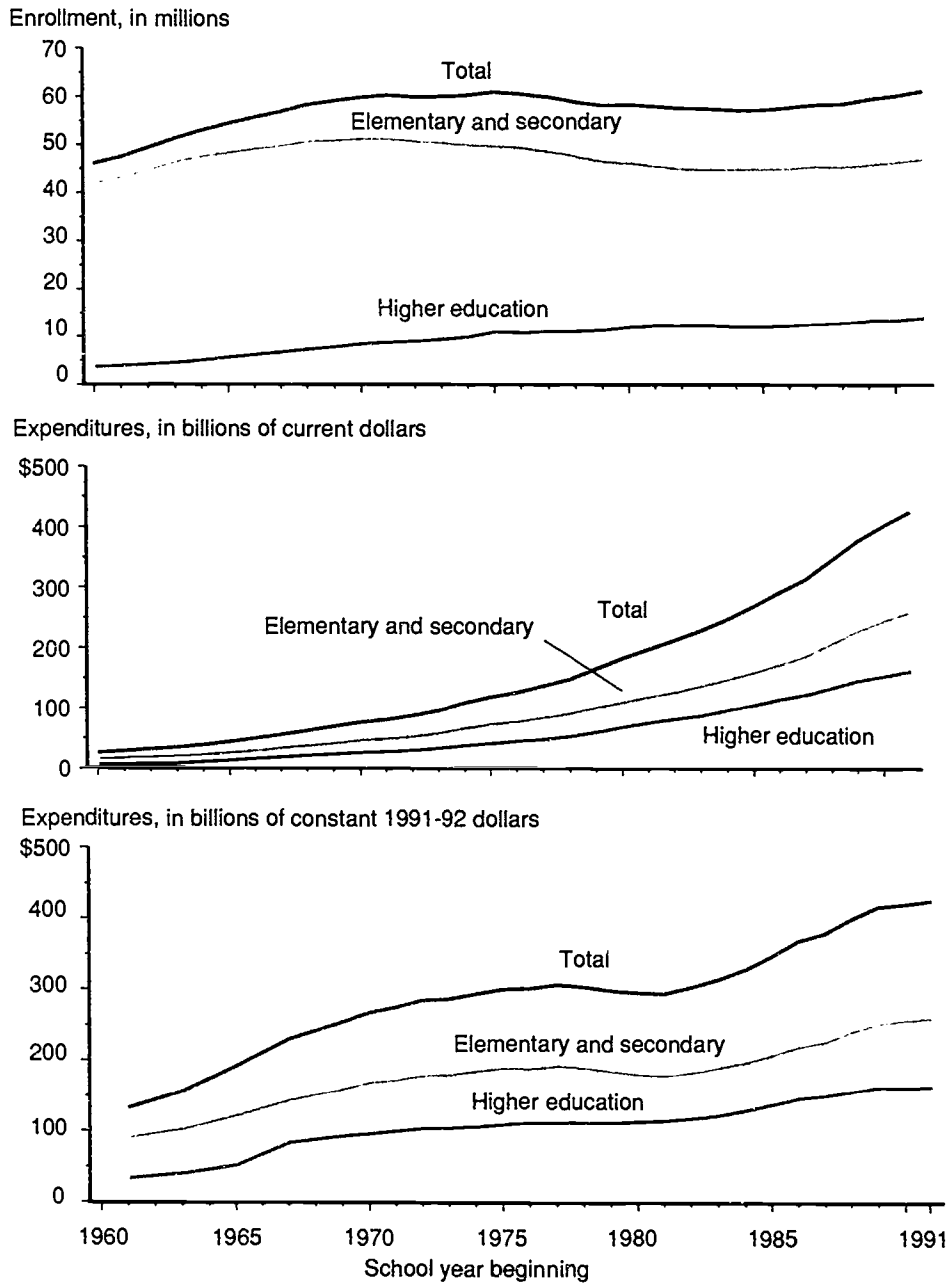 Enrollment, in millions
70
60
50
40
30
20
10
0
Total
Elementary and secondary
Higher education
Expenditures, in billions of current dollars
$500
400
300
200
100
0
Total
Elementary and secondary
Higher education
Expenditures, in billions of constant 1991-92 dollars
$500
400
300
200
100
0
Total
Elementary and secondary
Higher education
1960 1965 1970 1975 1980 1985 1991
School year beginning